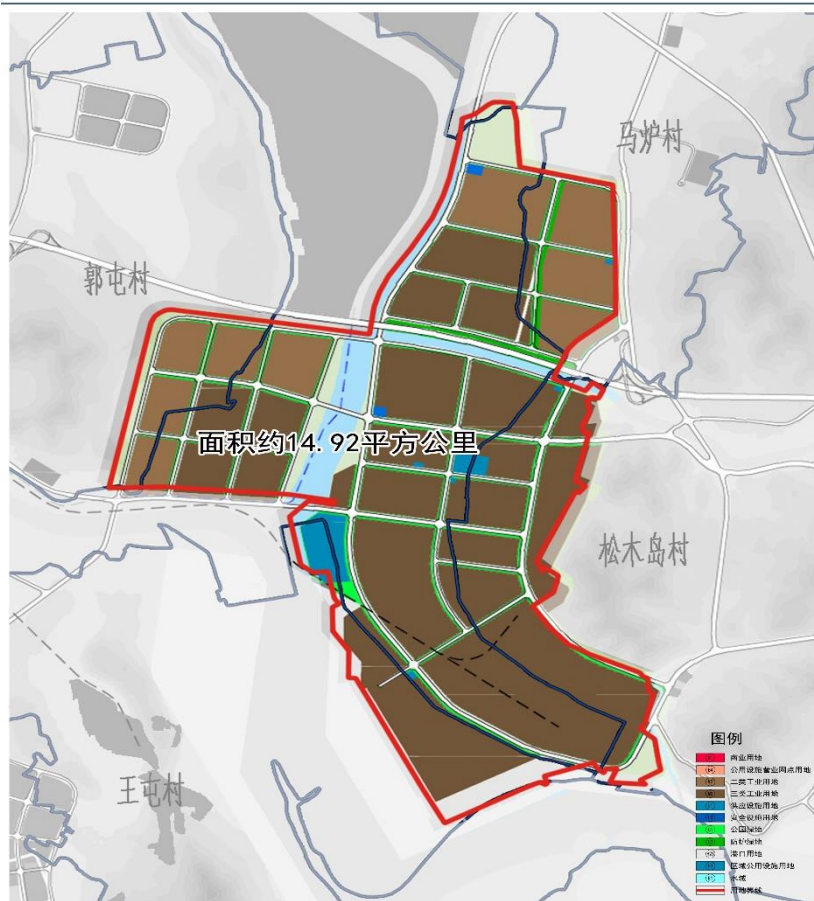 马炉村
郭屯村
面积约14.92平方公里
松木岛村
王屯村
图例
商业用地
公用设施营业网点用地
二类工业用地
三类工业用地
供应设施用地
安全设施用地
公园绿地
防护绿地
港口用地
区域公用设施用地
水域
用地界线